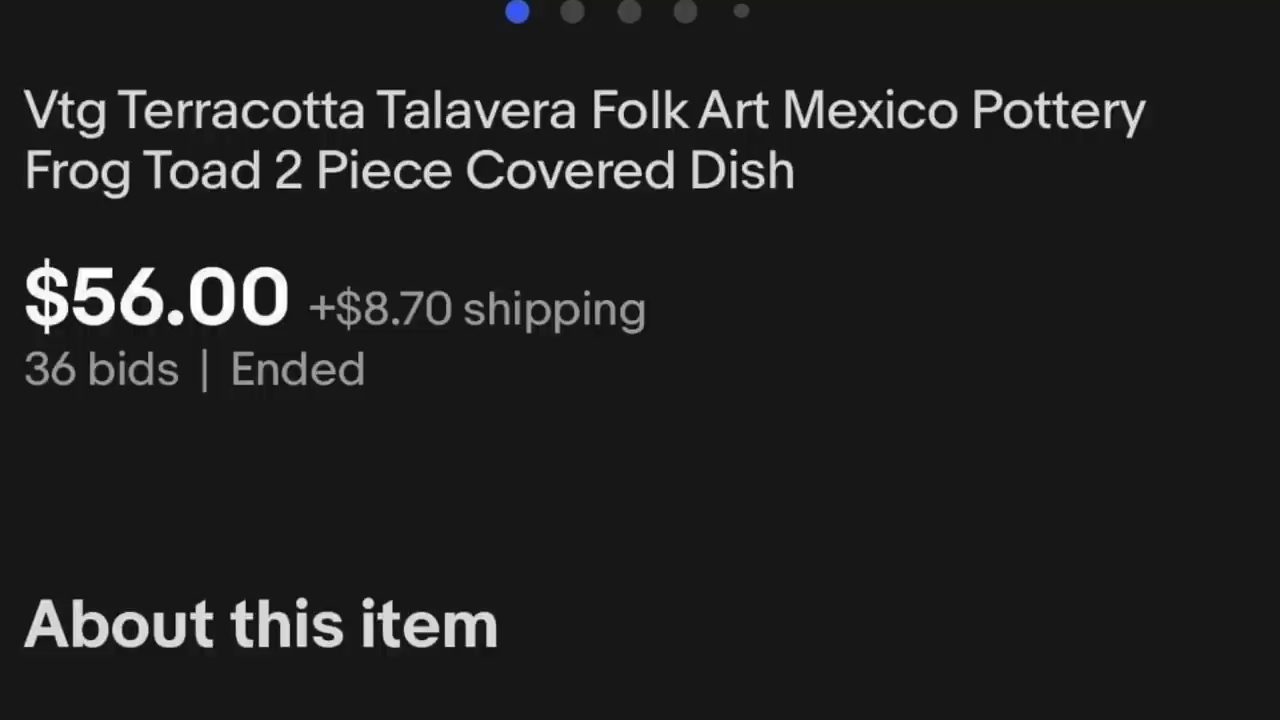 Vtg Terracotta Talavera Folk Art Mexico Pottery
Frog Toad 2 Piece Covered Dish
$56.00 +$8.70 shipping
36 bids | Ended
About this item